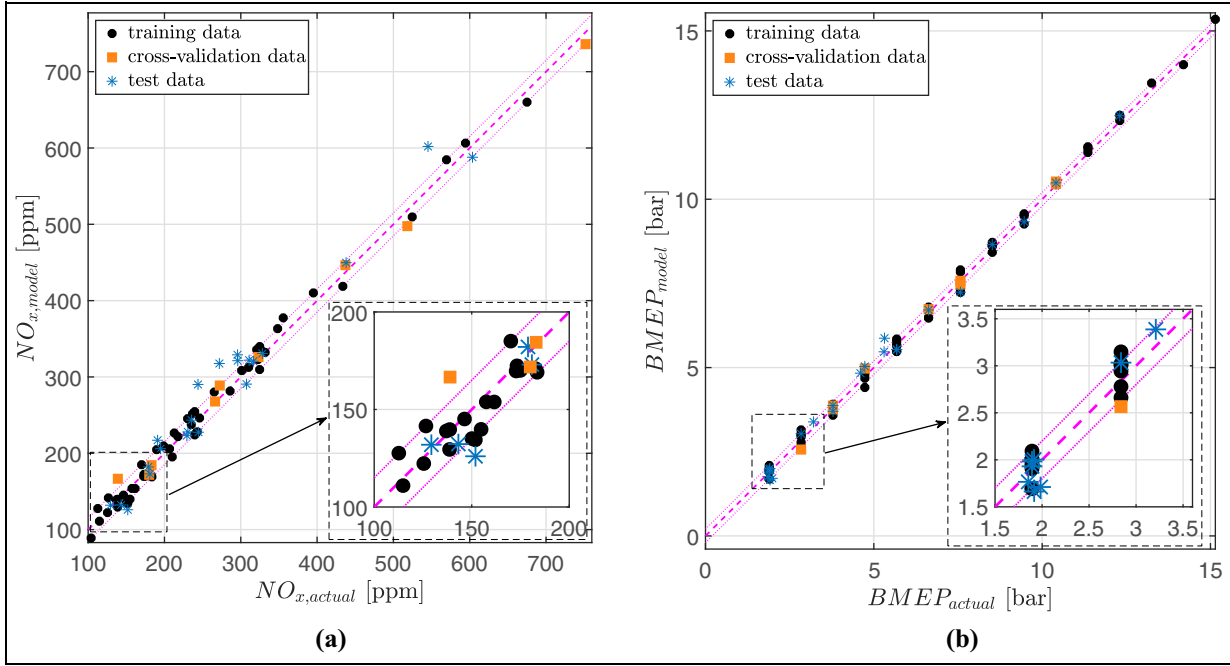 training data
cross-validation data
test data
700
600
500
400
300
200
100
100 200 300 400 500 600 700
NOx,model [ppm]
NOx,actual [ppm]
200
150
100
100 150 200
(a)
training data
cross-validation data
test data
15
10
5
0
0 5 10 15
BMEPmodel [bar]
BMEPactual [bar]
3.5
3
2.5
2
1.5
1.5 2 2.5 3 3.5
(b)